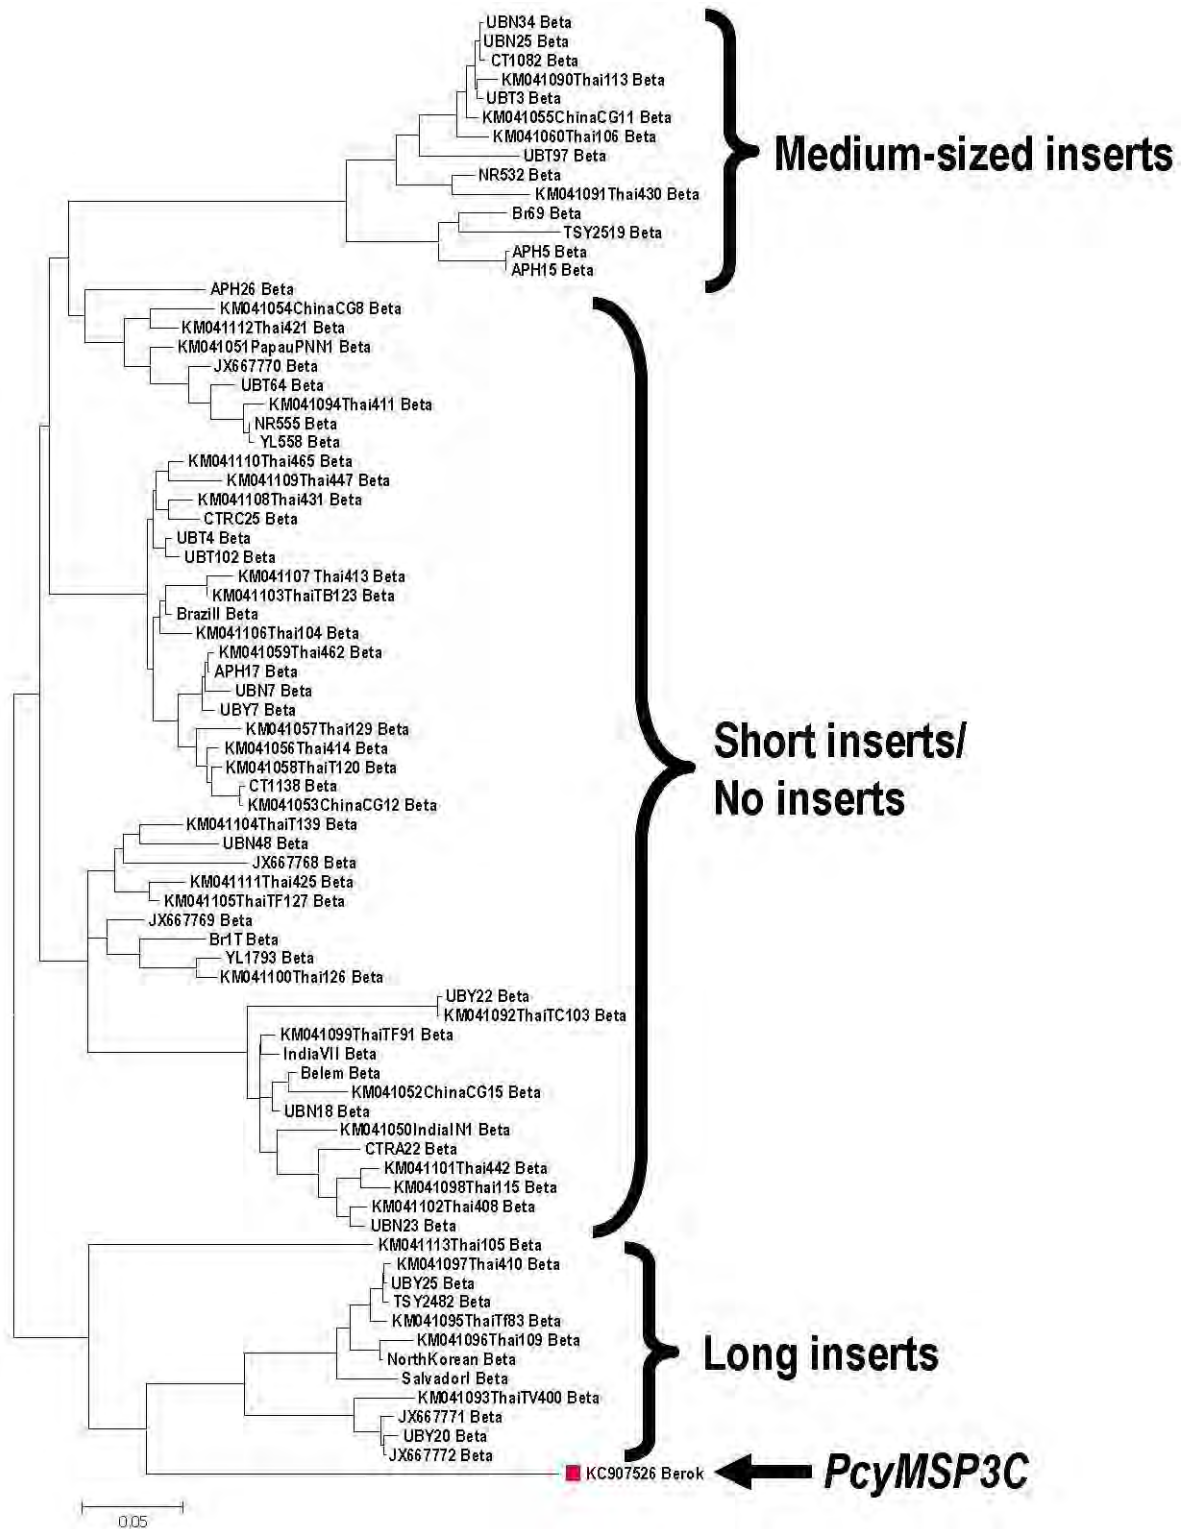 UBN34 Beta
UBN25 Beta
CT1082 Beta
KM041090Thai113 Beta
UBT3 Beta
KM041055ChinaCG11 Beta
KM041060Thai106 Beta
UBT97 Beta
NR532 Beta
KM041091Thai430 Beta
Br69 Beta
TSY2519 Beta
APH5 Beta
APH15 Beta
Medium-sized inserts
APH26 Beta
KM041054ChinaCG8 Beta
KM041112Thai421 Beta
KM041051PapauPNN1 Beta
JX667770 Beta
UBT64 Beta
KM041094Thai411 Beta
NR555 Beta
YL558 Beta
KM041110Thai465 Beta
KM041109Thai447 Beta
KM041108Thai431 Beta
CTRC25 Beta
UBT4 Beta
UBT102 Beta
KM041107 Thai413 Beta
KM041103ThaiTB123 Beta
BrazilI Beta
KM041106Thai104 Beta
KM041059Thai462 Beta
APH17 Beta
UBN7 Beta
UBY7 Beta
KM041057Thai129 Beta
KM041056Thai414 Beta
KM041058ThaiT120 Beta
CT1138 Beta
KM041053ChinaCG12 Beta
KM041104ThaiT139 Beta
UBN48 Beta
JX667768 Beta
KM041111Thai425 Beta
KM041105ThaiTF127 Beta
JX667769 Beta
Br1T Beta
YL1793 Beta
KM041100Thai126 Beta
UBY22 Beta
KM041092ThaiTC103 Beta
KM041099ThaiTF91 Beta
IndiaVII Beta
Belem Beta
KM041052ChinaCG15 Beta
UBN18 Beta
KM041050IndiaIN1 Beta
CTRA22 Beta
KM041101Thai442 Beta
KM041098Thai115 Beta
KM041102Thai408 Beta
UBN23 Beta
Short inserts/
No inserts
KM041113Thai105 Beta
KM041097Thai410 Beta
UBY25 Beta
TSY2482 Beta
KM041095ThaiTf83 Beta
KM041096Thai109 Beta
NorthKorean Beta
SalvadorI Beta
KM041093ThaiTV400 Beta
JX667771 Beta
UBY20 Beta
JX667772 Beta
Long inserts
KC907526 Berok
PcyMSP3C
0.05